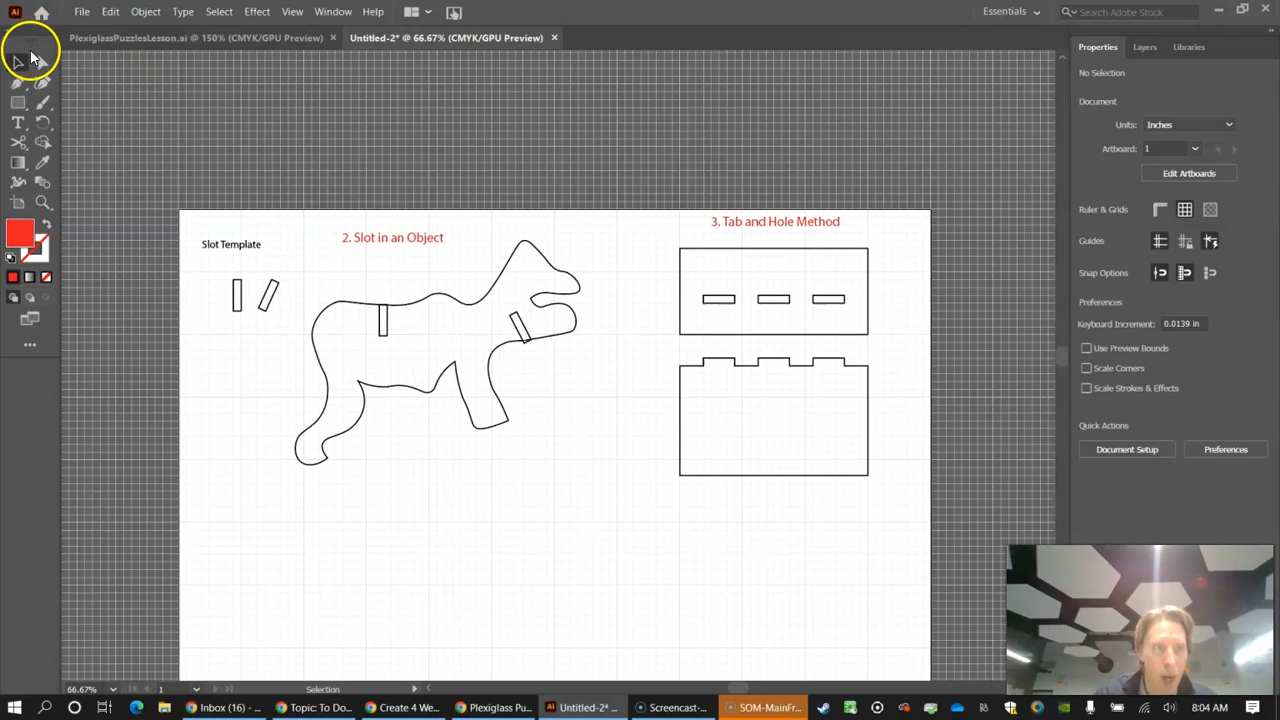 File Edit Object Type Select Effect View Window Help
Essentials
Search Adobe Stock
PlexiglassPuzzlesLesson.ai @ 150% (CMYK/GPU Preview) ×
Untitled-2* @ 66.67% (CMYK/GPU Preview) ×
Properties Layers Libraries
No Selection
Document
Units: Inches
Artboard: 1
Edit Artboards
Ruler & Grids
Guides
Snap Options
Preferences
Keyboard Increment: 0.0139 in
Use Preview Bounds
Scale Corners
Scale Strokes & Effects
Quick Actions
Document Setup Preferences
Slot Template
2. Slot in an Object
3. Tab and Hole Method
66.67% 1 Selection
Inbox (16) - Topic To Do... Create 4 We... Plexiglass Pu... Untitled-2* Screencast-... SOM-MainFr... 8:04 AM